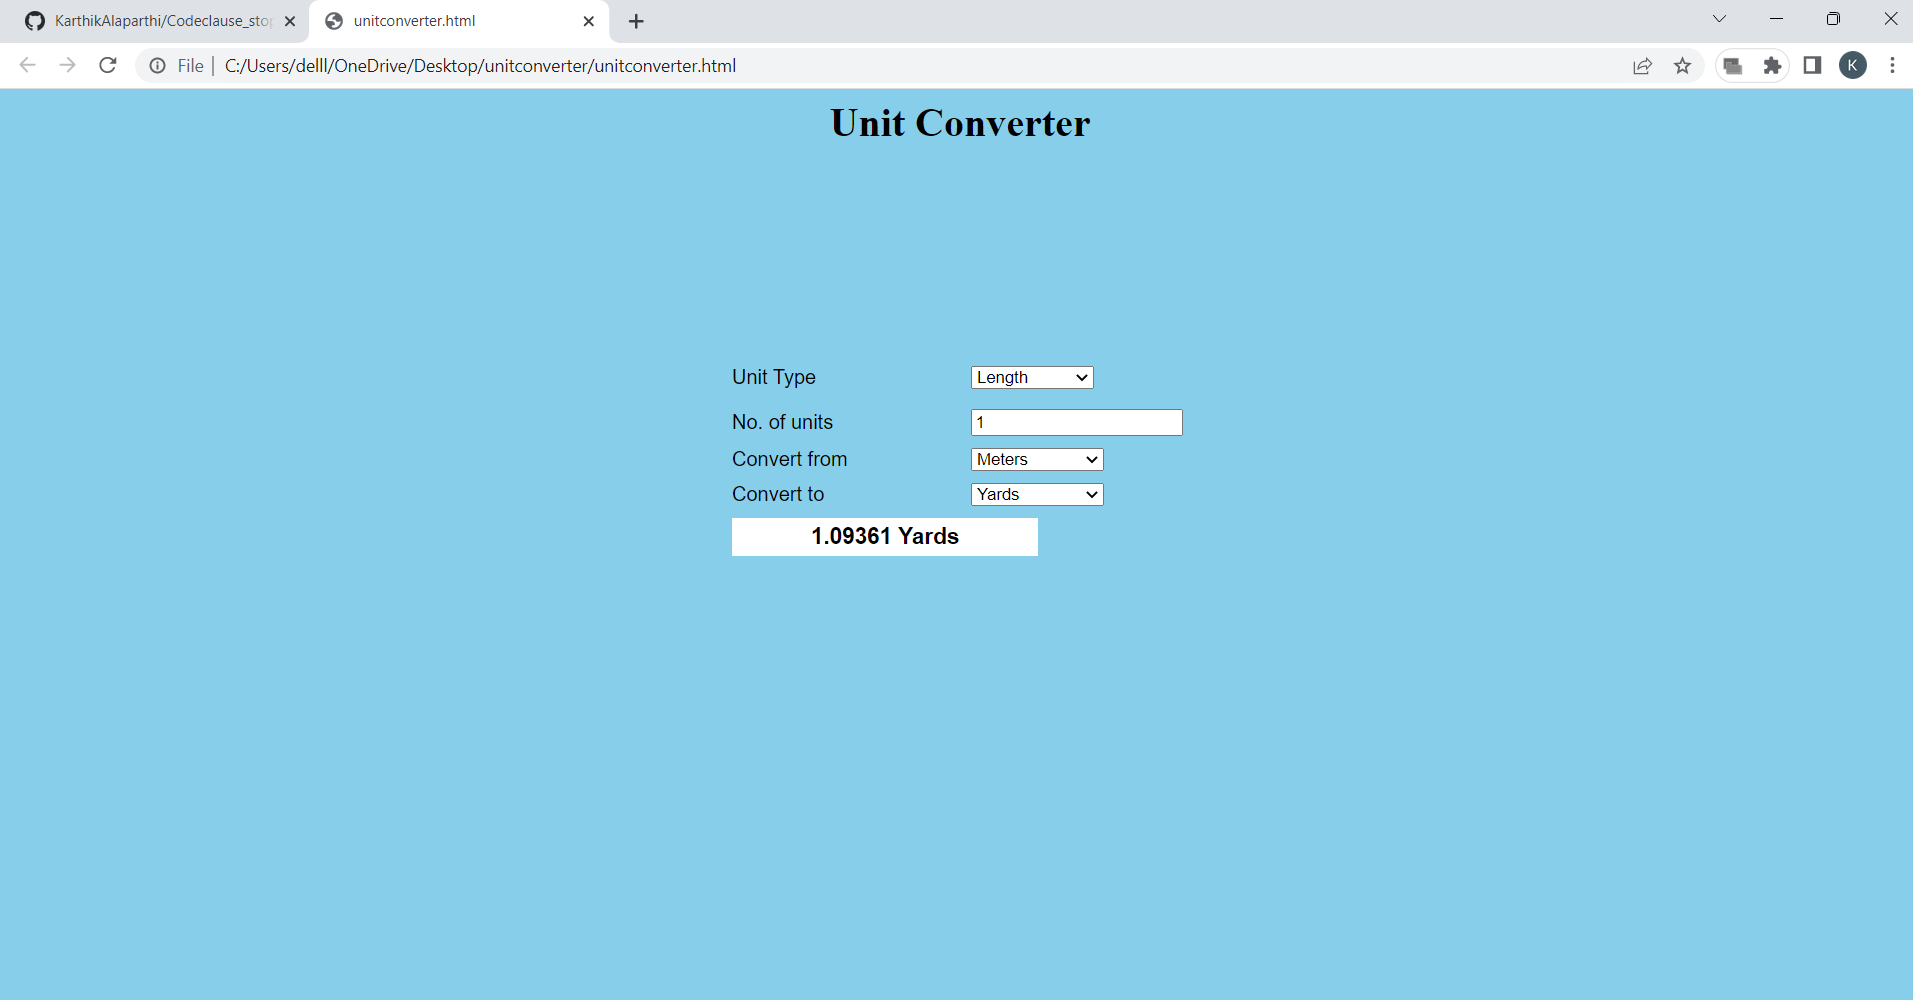 KarthikAlaparthi/Codeclause_sto
unitconverter.html
File
C:/Users/delll/OneDrive/Desktop/unitconverter/unitconverter.html
K
Unit Converter
Unit Type Length
No. of units 1
Convert from Meters
Convert to Yards
1.09361 Yards